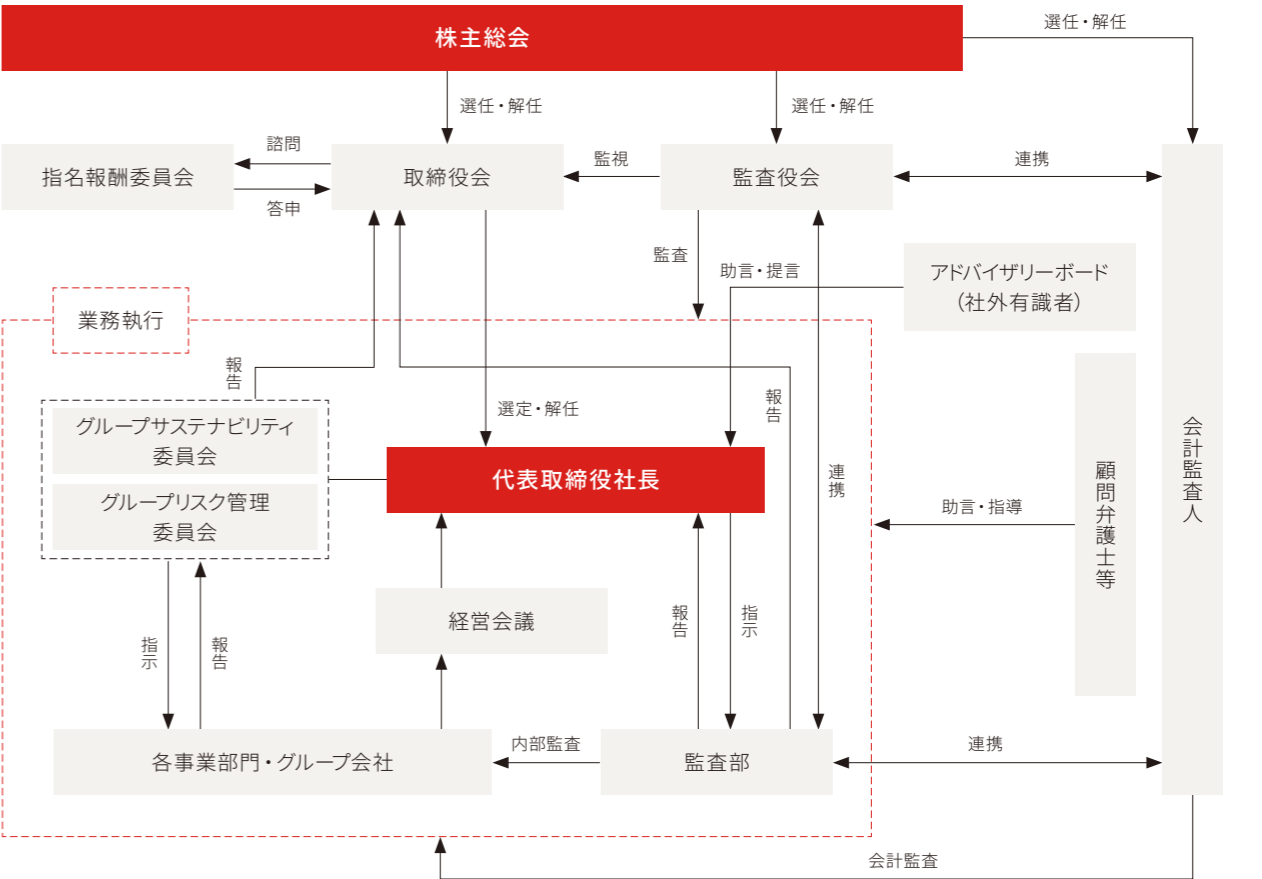 株主総会
選任・解任
選任・解任
選任・解任
指名報酬委員会
諮問
答申
取締役会
監視
監査役会
連携
監査
助言・提言
アドバイザリーボード
（社外有識者）
業務執行
報告
選定・解任
報告
連携
グループサステナビリティ
委員会
グループリスク管理
委員会
代表取締役社長
助言・指導
顧問弁護士等
会計監査人
経営会議
指示
報告
報告
指示
各事業部門・グループ会社
内部監査
監査部
連携
会計監査